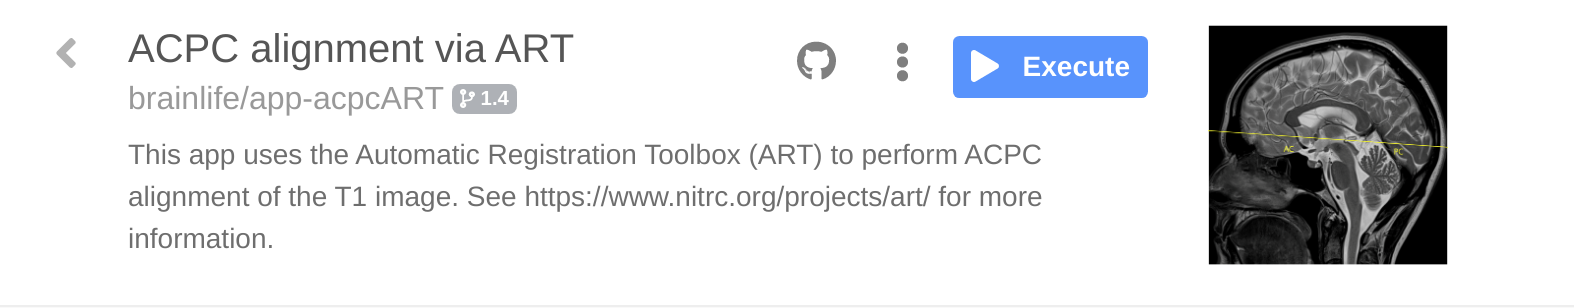 ACPC alignment via ART
brainlife/app-acpcART 1.4
Execute
This app uses the Automatic Registration Toolbox (ART) to perform ACPC
alignment of the T1 image. See https://www.nitrc.org/projects/art/ for more
information.
AC
PC